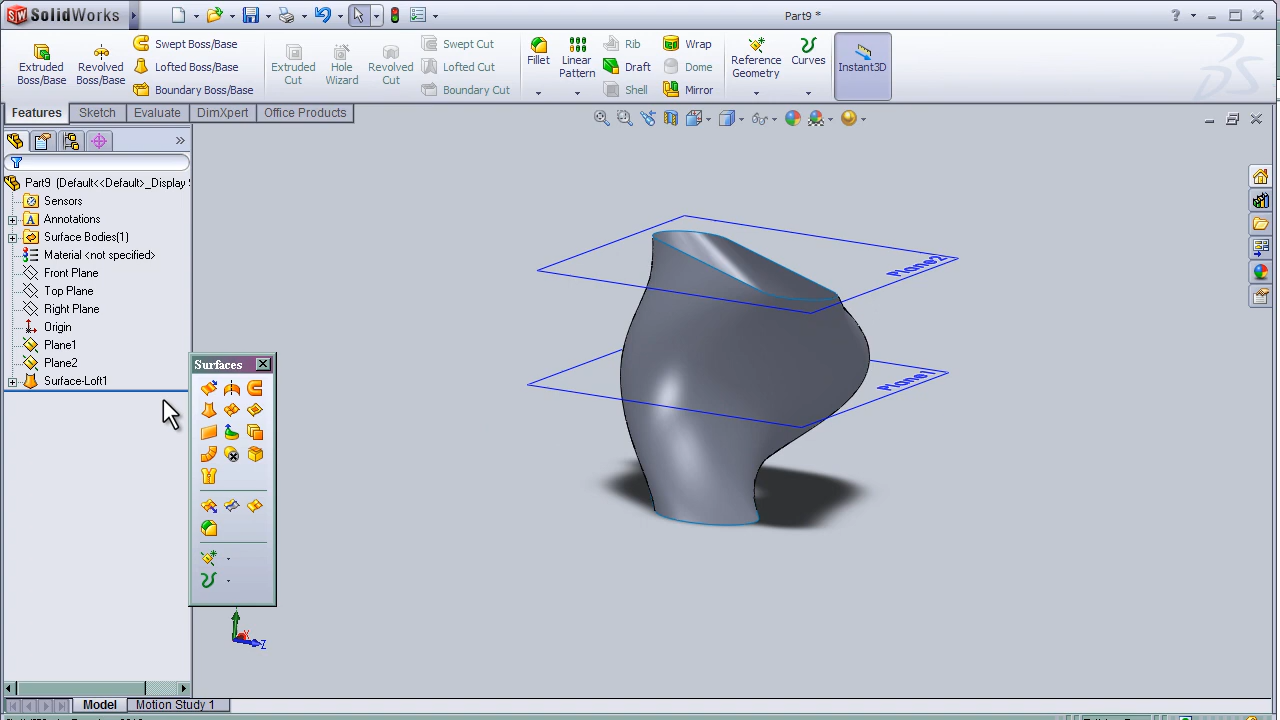 SolidWorks
Part9 *
Extruded Boss/Base
Revolved Boss/Base
Swept Boss/Base
Lofted Boss/Base
Boundary Boss/Base
Extruded Cut
Hole Wizard
Revolved Cut
Swept Cut
Lofted Cut
Boundary Cut
Fillet
Linear Pattern
Rib
Draft
Shell
Wrap
Dome
Mirror
Reference Geometry
Curves
Instant3D
Features Sketch Evaluate DimXpert Office Products
Part9 (Default<<Default>_Display
Sensors
Annotations
Surface Bodies(1)
Material <not specified>
Front Plane
Top Plane
Right Plane
Origin
Plane1
Plane2
Surface-Loft1
Surfaces
Plane2
Plane1
X
Z
Model Motion Study 1